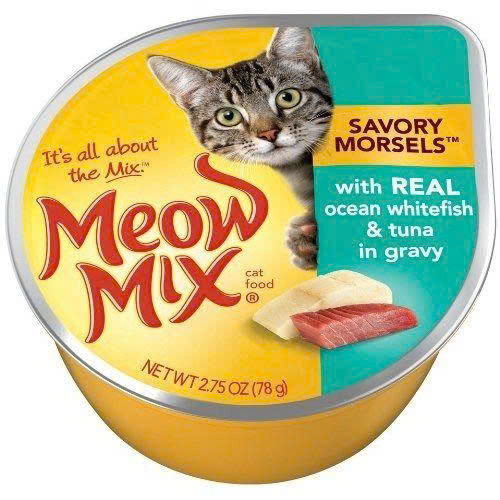 It's all about
the Mix.™
Meow
Mix
cat
food
®
NET WT 2.75 OZ (78 g)
SAVORY
MORSELS™
with REAL
ocean whitefish
& tuna
in gravy